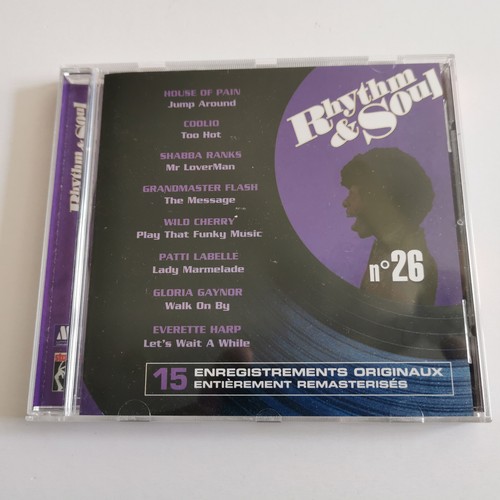 Rhythm
& Soul
HOUSE OF PAIN
Jump Around
COOLIO
Too Hot
SHABBA RANKS
Mr LoverMan
GRANDMASTER FLASH
The Message
WILD CHERRY
Play That Funky Music
PATTI LABELLE
Lady Marmelade
GLORIA GAYNOR
Walk On By
EVERETTE HARP
Let's Wait A While
n° 26
15 ENREGISTREMENTS ORIGINAUX
ENTIÈREMENT REMASTERISÉS
Rhythm & Soul